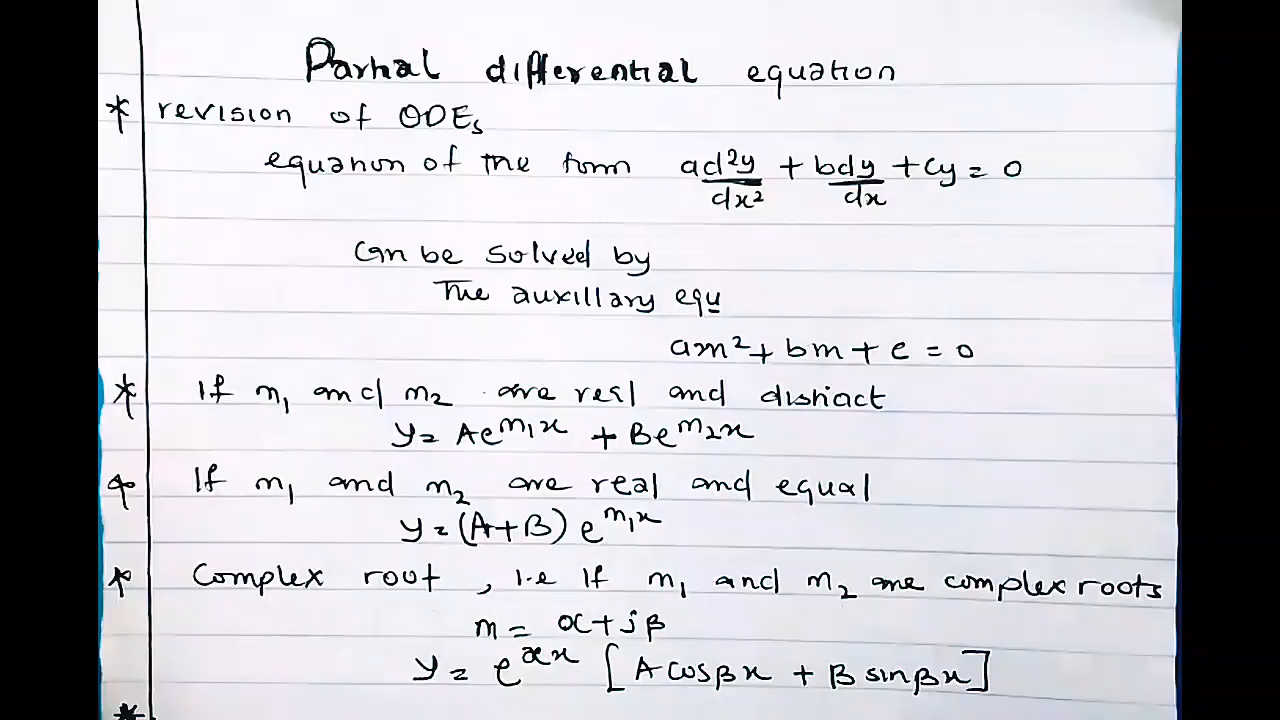 Partial differential equation
* revision of ODEs
equation of the form ad²y/dx² + bdy/dx + cy = 0
Can be solved by
The auxillary equ
am² + bm + c = 0
* If m₁ and m₂ are real and distinct
y = Ae^m₁x + Be^m₂x
* If m₁ and m₂ are real and equal
y = (A+B) e^m₁x
* Complex root, i.e If m₁ and m₂ are complex roots
m = α+jβ
y = e^αx [A cosβx + B sinβx]
*